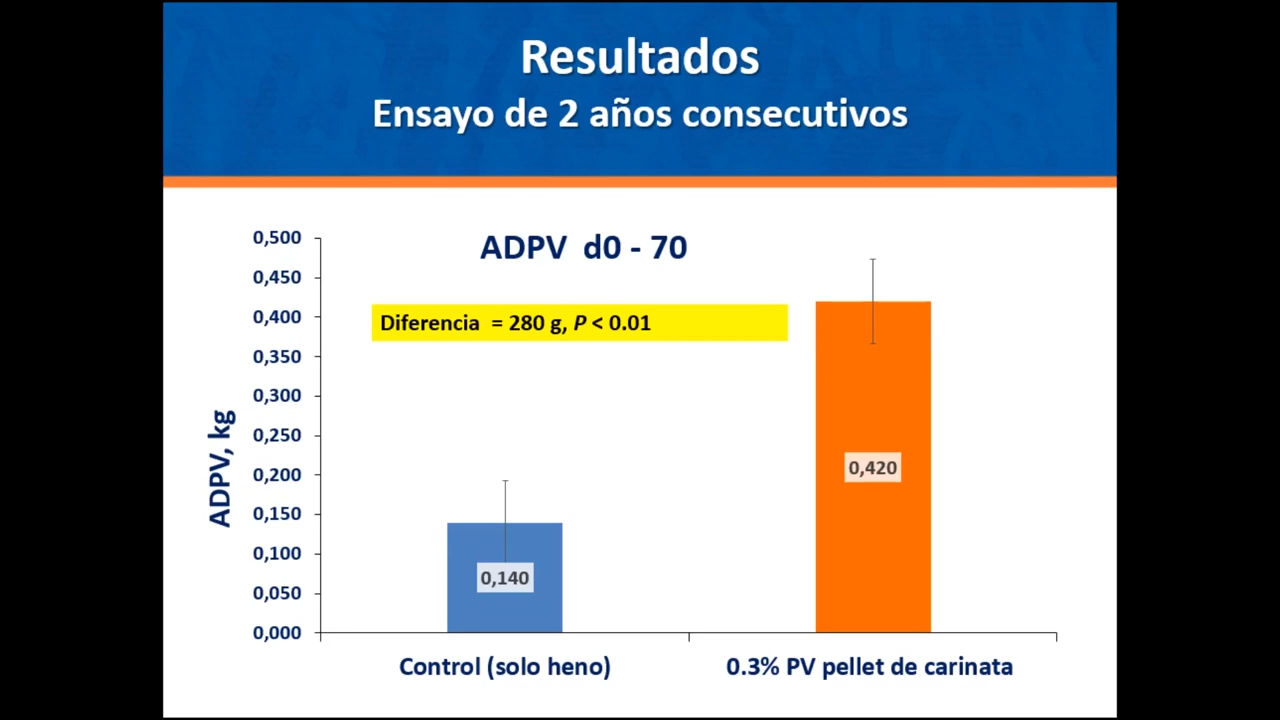 Resultados
Ensayo de 2 años consecutivos
ADPV d0 - 70
Diferencia = 280 g, P < 0.01
ADPV, kg
0,500
0,450
0,400
0,350
0,300
0,250
0,200
0,150
0,100
0,050
0,000
0,140
0,420
Control (solo heno)
0.3% PV pellet de carinata